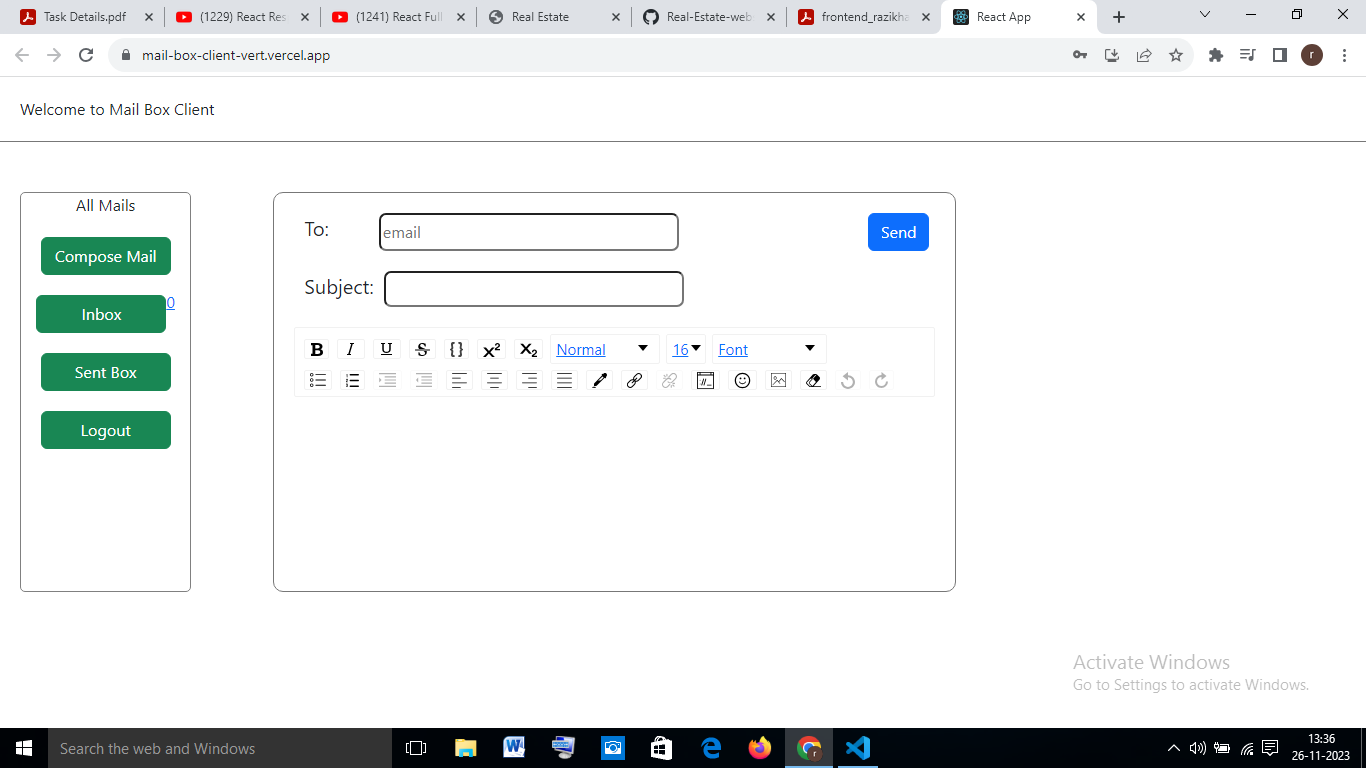 Task Details.pdf
(1229) React Res
(1241) React Full
Real Estate
Real-Estate-web
frontend_razikha
React App
mail-box-client-vert.vercel.app
r
Welcome to Mail Box Client
All Mails
Compose Mail
Inbox
0
Sent Box
Logout
To:
email
Send
Subject:
B I U S {} X2 X2 Normal 16 Font
Activate Windows
Go to Settings to activate Windows.
Search the web and Windows
13:36
26-11-2023